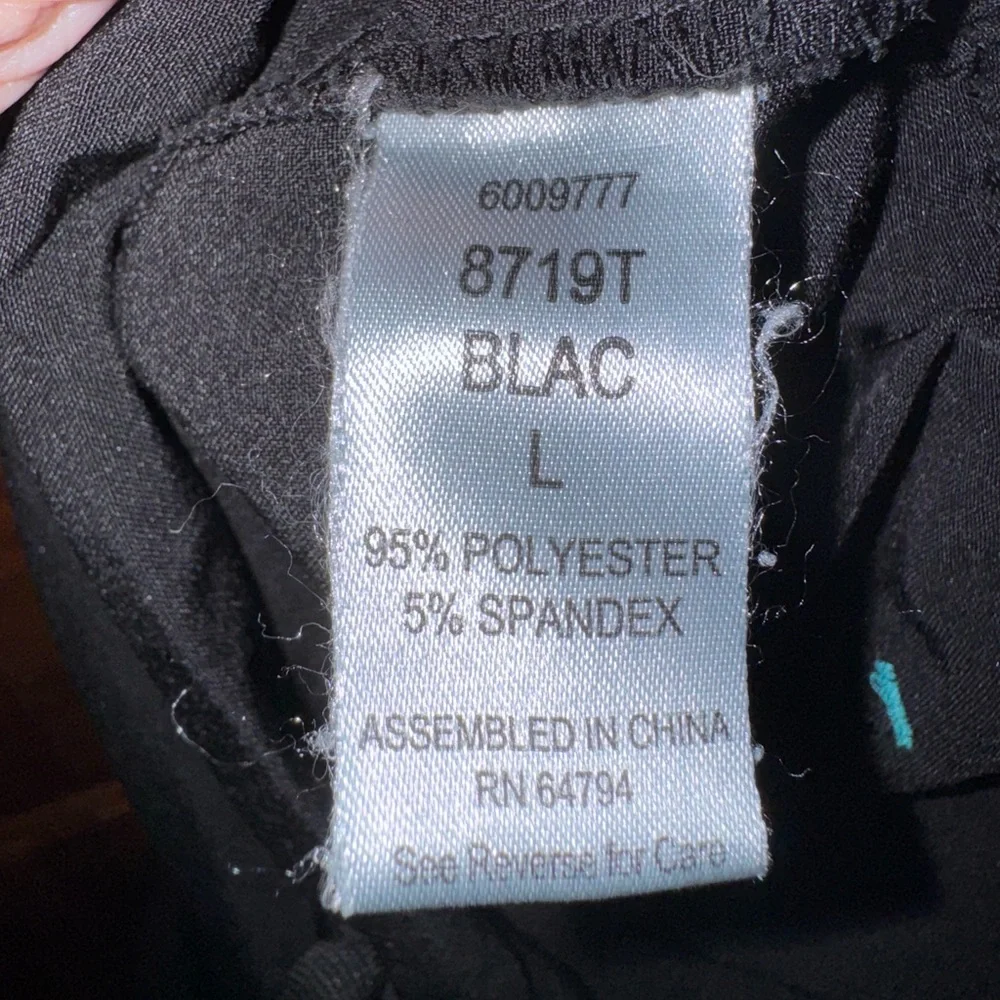 6009777
8719T
BLAC
L
95% POLYESTER
5% SPANDEX
ASSEMBLED IN CHINA
RN 64794
See Reverse for Care